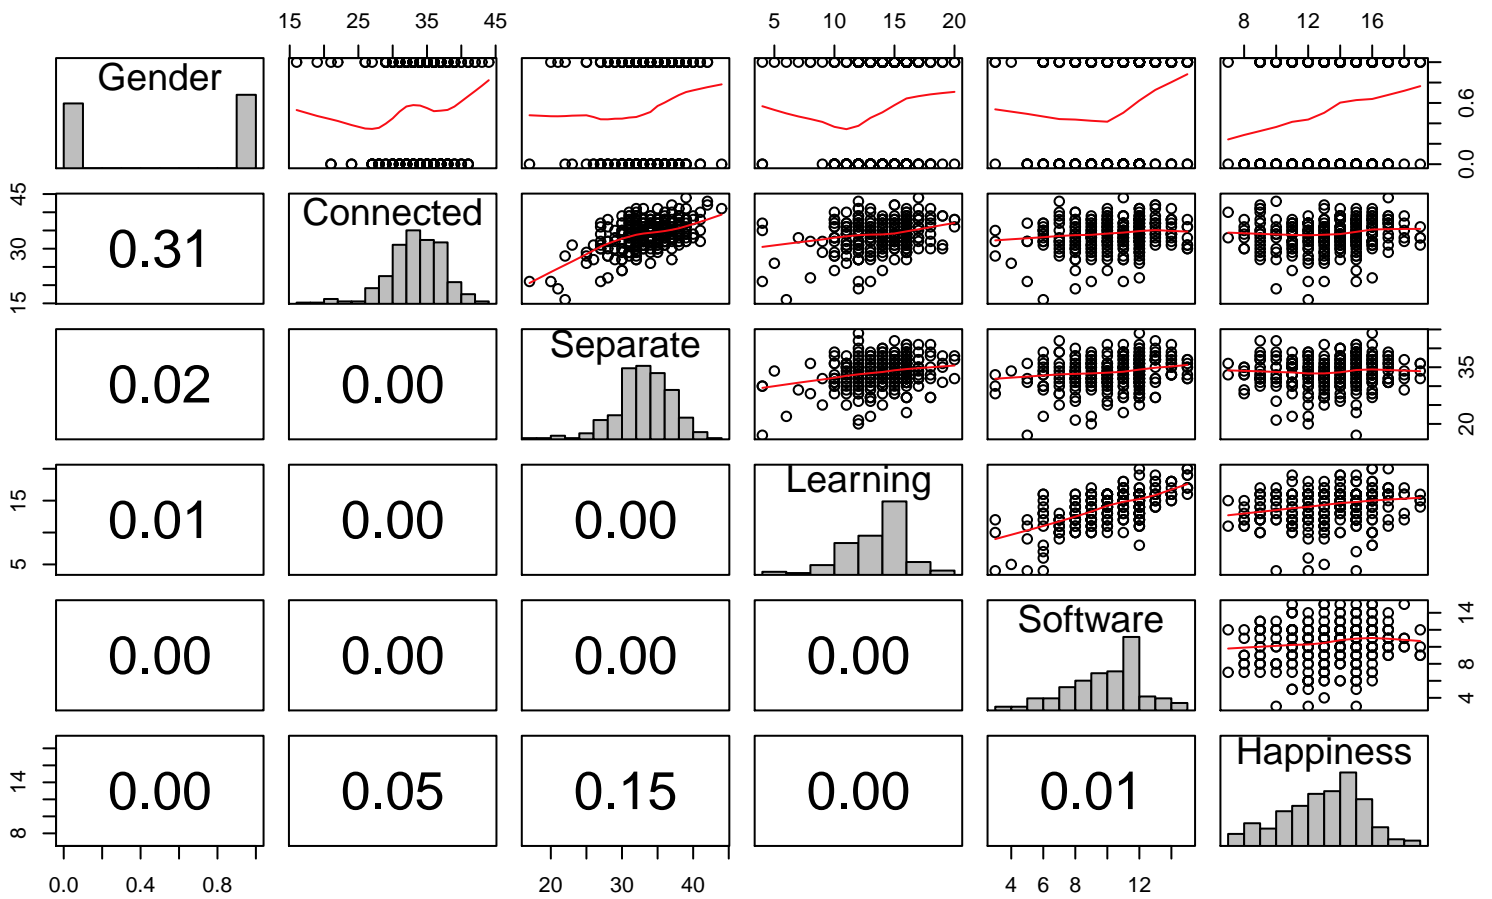 15 25 35 45 5 10 15 20 8 12 16
Gender
0.0 0.6
15 30 45
0.31 Connected
0.02 0.00 Separate
20 35
5 15
0.01 0.00 0.00 Learning
0.00 0.00 0.00 0.00 Software
4 8 14
8 14
0.00 0.05 0.15 0.00 0.01 Happiness
0.0 0.4 0.8 20 30 40 4 6 8 12